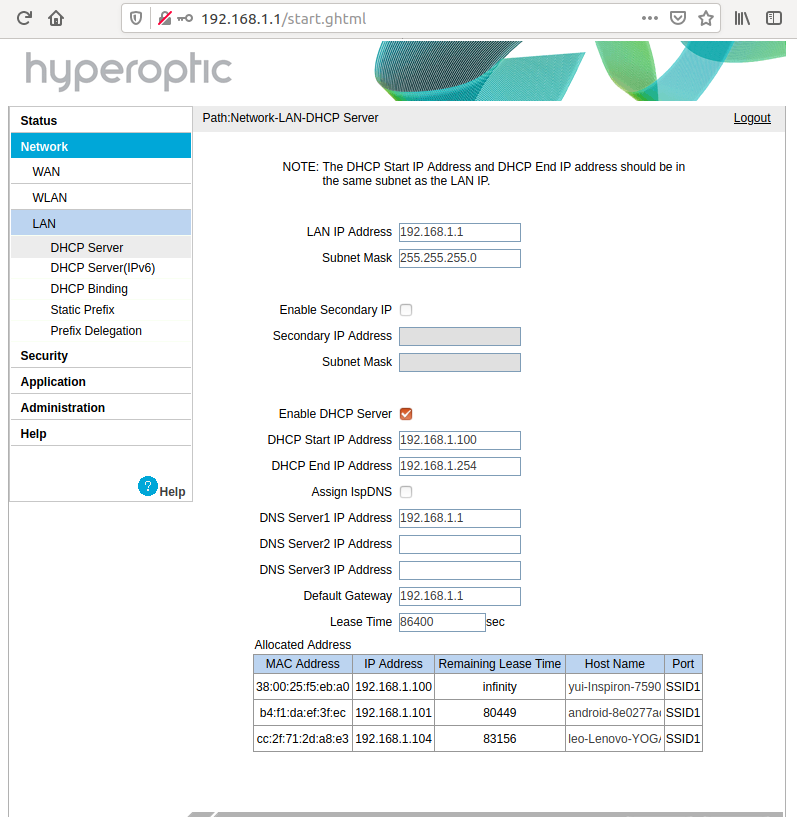 192.168.1.1/start.ghtml
hyperoptic
Path:Network-LAN-DHCP Server
Logout
Status
Network
WAN
WLAN
LAN
DHCP Server
DHCP Server(IPv6)
DHCP Binding
Static Prefix
Prefix Delegation
Security
Application
Administration
Help
? Help
NOTE: The DHCP Start IP Address and DHCP End IP address should be in
the same subnet as the LAN IP.
LAN IP Address 192.168.1.1
Subnet Mask 255.255.255.0
Enable Secondary IP
Secondary IP Address
Subnet Mask
Enable DHCP Server
DHCP Start IP Address 192.168.1.100
DHCP End IP Address 192.168.1.254
Assign IspDNS
DNS Server1 IP Address 192.168.1.1
DNS Server2 IP Address
DNS Server3 IP Address
Default Gateway 192.168.1.1
Lease Time 86400 sec
Allocated Address
MAC Address IP Address Remaining Lease Time Host Name Port
38:00:25:f5:eb:a0 192.168.1.100 infinity yui-Inspiron-7590 SSID1
b4:f1:da:ef:3f:ec 192.168.1.101 80449 android-8e0277a SSID1
cc:2f:71:2d:a8:e3 192.168.1.104 83156 leo-Lenovo-YOGA SSID1